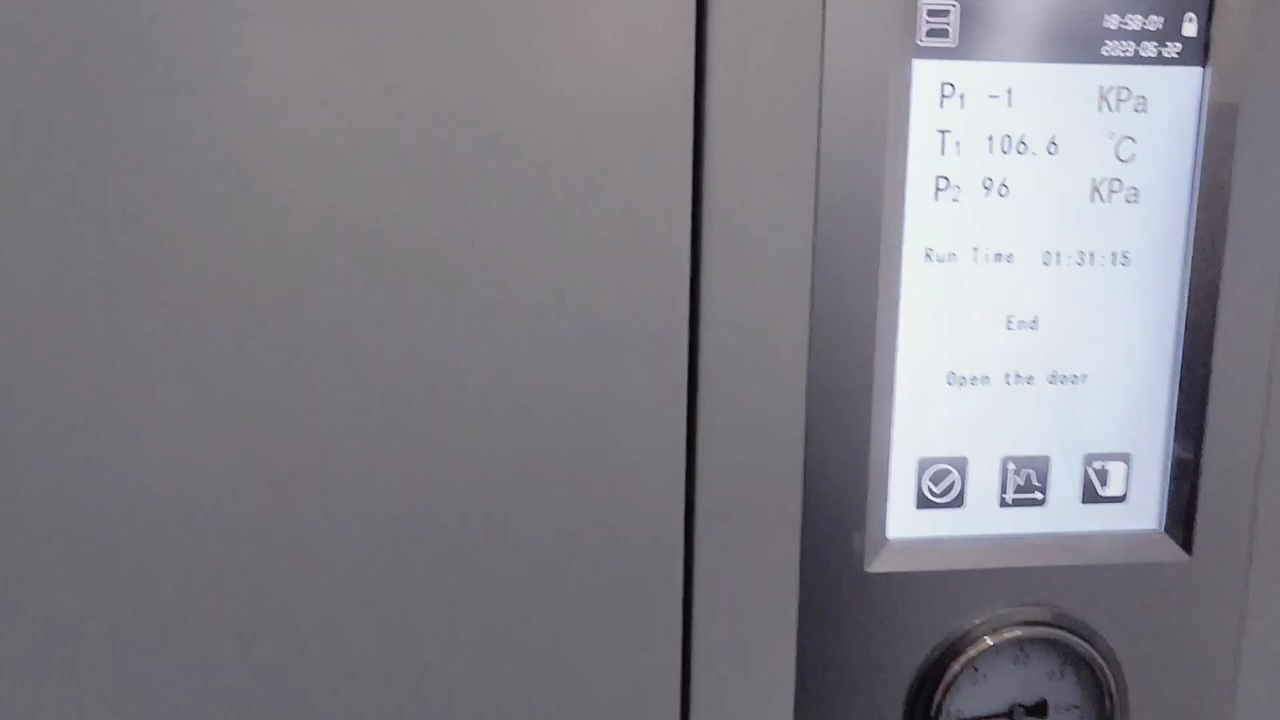 18:58:01
2023-05-22
P1 -1 KPa
T1 106.6 °C
P2 96 KPa
Run Time 01:31:15
End
Open the door